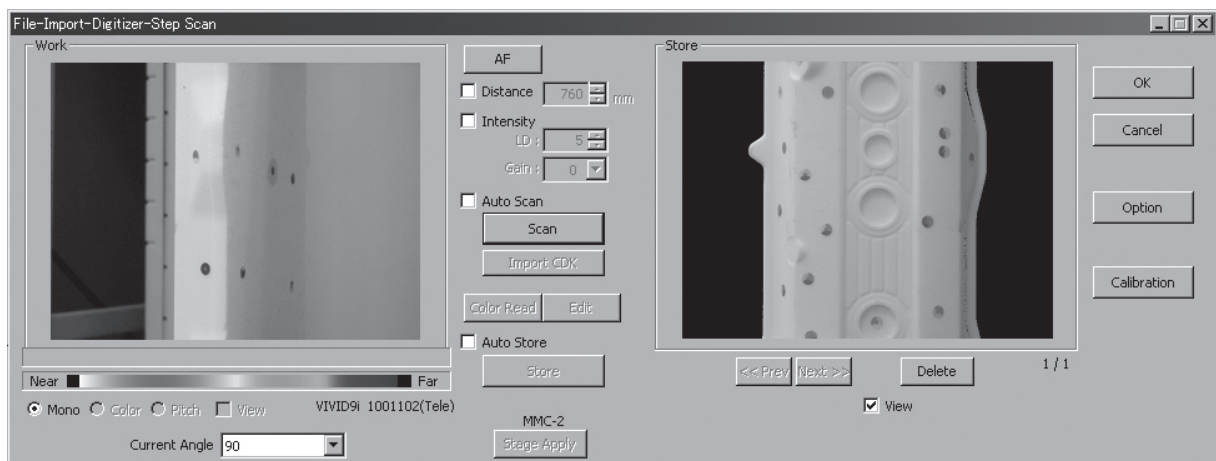 File-Import-Digitizer-Step Scan
Work
AF
Distance 760 mm
Intensity
LD : 5
Gain : 0
Auto Scan
Scan
Import CDK
Color Read Edit
Auto Store
Store
Near Far
Mono Color Pitch View VIVID9i 1001102(Tele)
Current Angle 90
MMC-2
Stage Apply
Store
<< Prev Next >> Delete 1 / 1
View
OK
Cancel
Option
Calibration